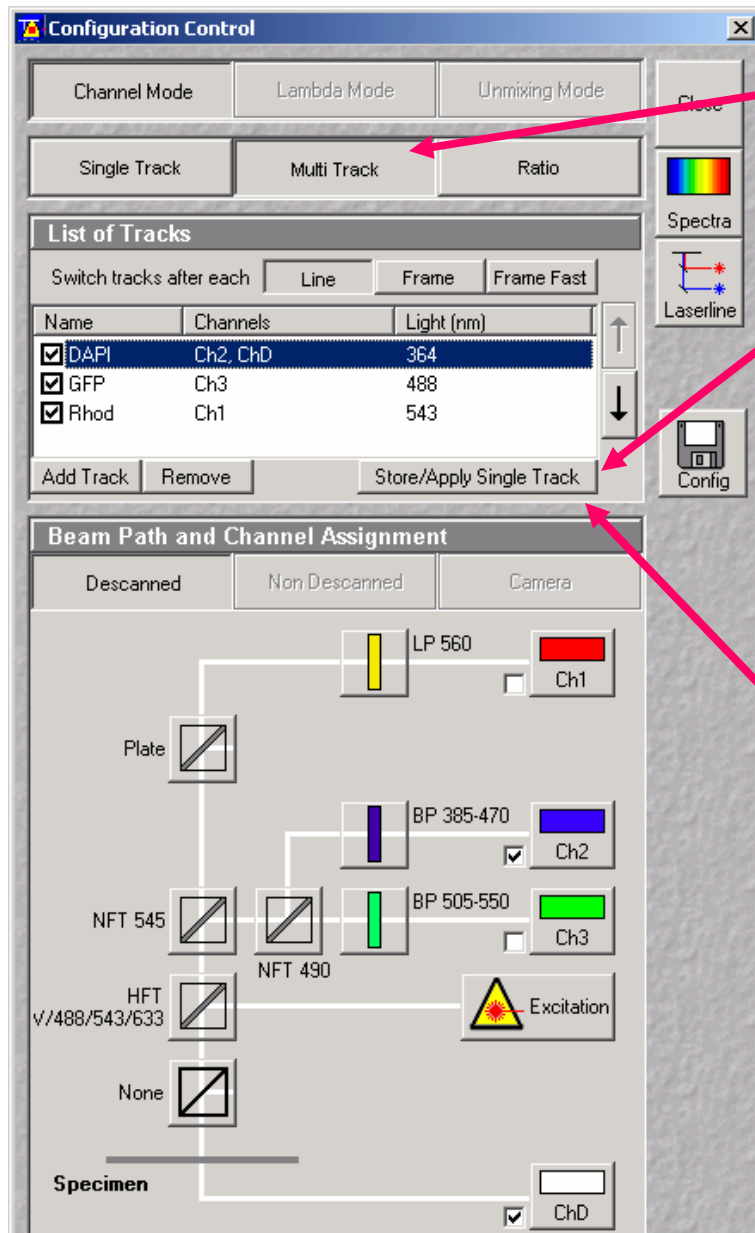 Configuration Control
Channel Mode Lambda Mode Unmixing Mode
Close
Single Track Multi Track Ratio
Spectra
List of Tracks
Switch tracks after each Line Frame Frame Fast
Laserline
Name Channels Light (nm)
DAPI Ch2, ChD 364
GFP Ch3 488
Rhod Ch1 543
Add Track Remove Store/Apply Single Track
Config
Beam Path and Channel Assignment
Descanned Non Descanned Camera
LP 560
Ch1
Plate
BP 385-470
Ch2
NFT 545
BP 505-550
Ch3
NFT 490
HFT
V/488/543/633
Excitation
None
Specimen
ChD